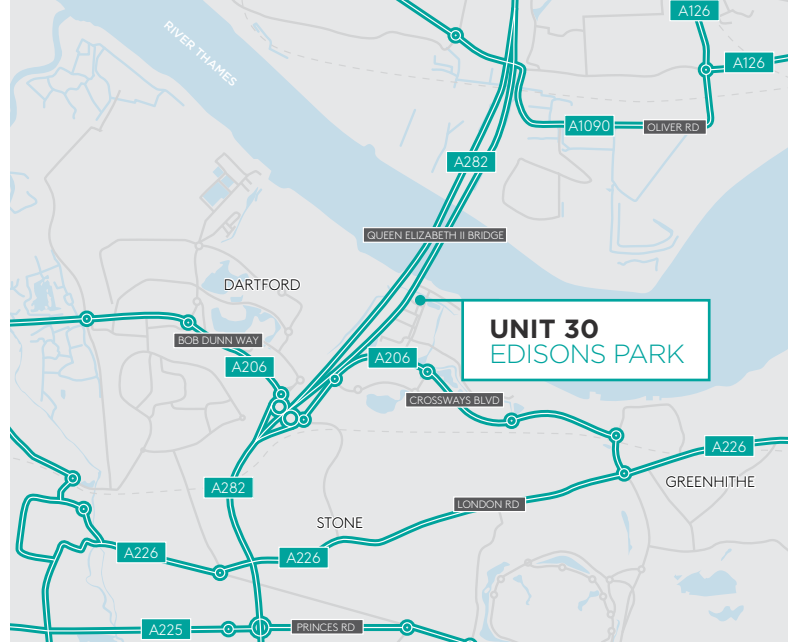 A126
RIVER THAMES
A126
A1090
OLIVER RD
A282
QUEEN ELIZABETH II BRIDGE
DARTFORD
UNIT 30
EDISONS PARK
BOB DUNN WAY
A206
A206
CROSSWAYS BLVD
A226
GREENHITHE
A282
LONDON RD
STONE
A226
A226
A225
PRINCES RD